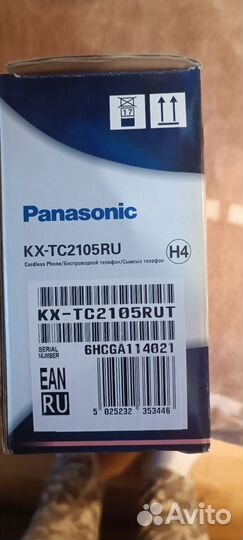 17
Panasonic
KX-TC2105RU
Cordless Phone/Беспроводной телефон/Сымсыз телефон
H4
KX-TC2105RUT
SERIAL
NUMBER
6HCGA114021
EAN
RU
5 025232 353446
Avito